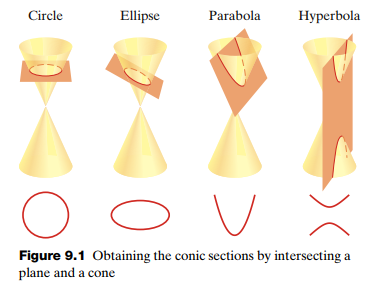 Circle Ellipse Parabola Hyperbola
Figure 9.1 Obtaining the conic sections by intersecting a
plane and a cone